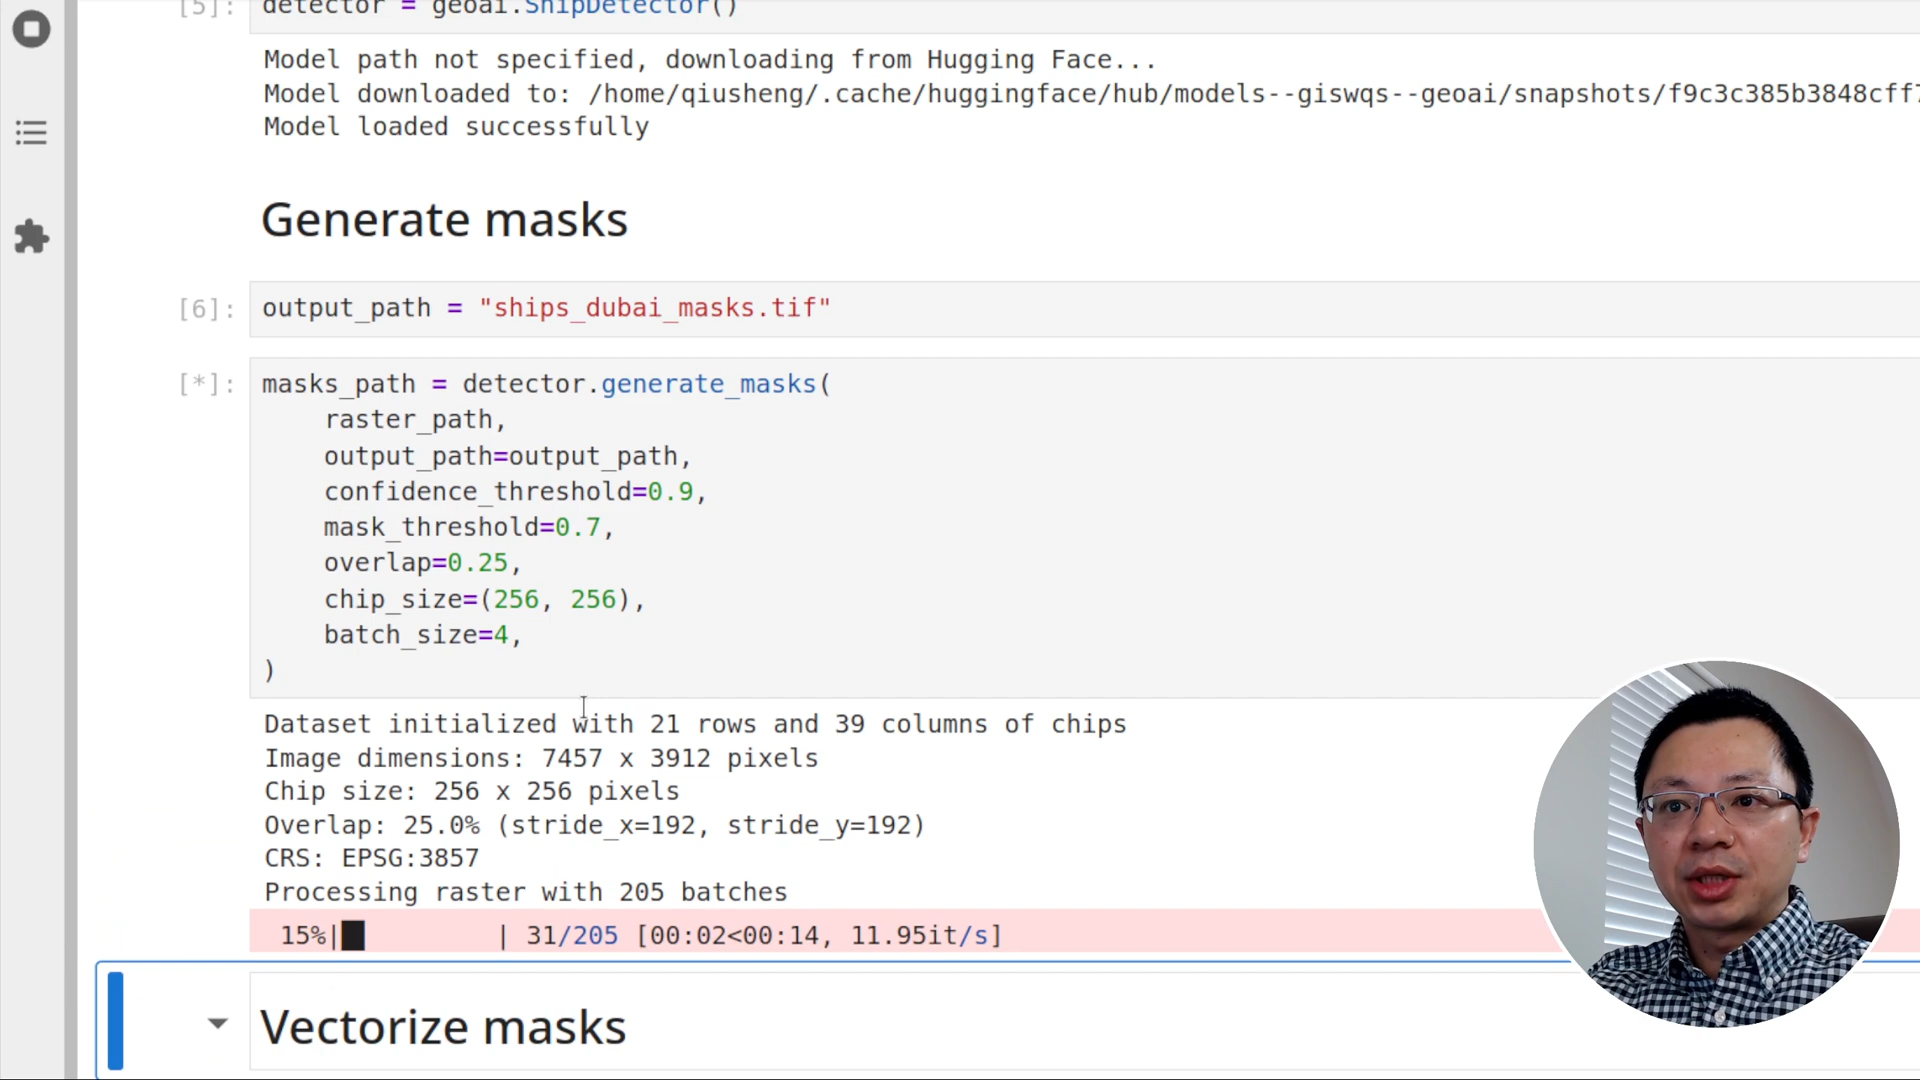 [5]: detector = geoai.ShipDetector()
Model path not specified, downloading from Hugging Face...
Model downloaded to: /home/qiusheng/.cache/huggingface/hub/models--giswqs--geoai/snapshots/f9c3c385b3848cff7
Model loaded successfully
Generate masks
[6]: output_path = "ships_dubai_masks.tif"
[*]: masks_path = detector.generate_masks(
raster_path,
output_path=output_path,
confidence_threshold=0.9,
mask_threshold=0.7,
overlap=0.25,
chip_size=(256, 256),
batch_size=4,
)
Dataset initialized with 21 rows and 39 columns of chips
Image dimensions: 7457 x 3912 pixels
Chip size: 256 x 256 pixels
Overlap: 25.0% (stride_x=192, stride_y=192)
CRS: EPSG:3857
Processing raster with 205 batches
15%|█ | 31/205 [00:02<00:14, 11.95it/s]
Vectorize masks